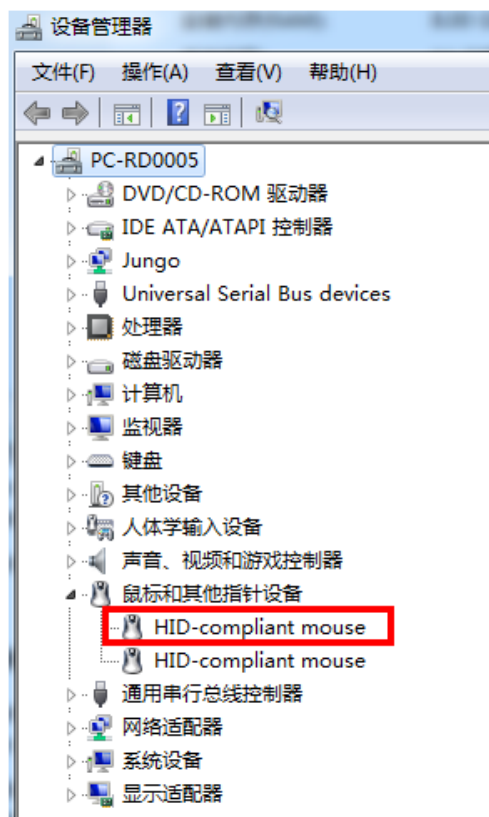 设备管理器
文件(F) 操作(A) 查看(V) 帮助(H)
PC-RD0005
DVD/CD-ROM 驱动器
IDE ATA/ATAPI 控制器
Jungo
Universal Serial Bus devices
处理器
磁盘驱动器
计算机
监视器
键盘
其他设备
人体学输入设备
声音、视频和游戏控制器
鼠标和其他指针设备
HID-compliant mouse
HID-compliant mouse
通用串行总线控制器
网络适配器
系统设备
显示适配器